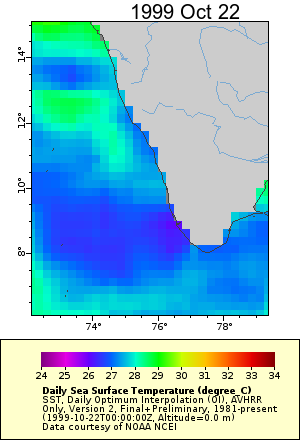 1999 Oct 22
14°
12°
10°
8°
74° 76° 78°
24 25 26 27 28 29 30 31 32 33 34
Daily Sea Surface Temperature (degree_C)
SST, Daily Optimum Interpolation (OI), AVHRR
Only, Version 2, Final+Preliminary, 1981-present
(1999-10-22T00:00:00Z, Altitude=0.0 m)
Data courtesy of NOAA NCEI